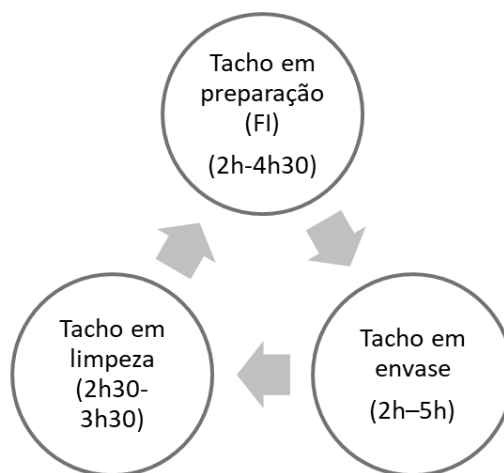 Tacho em
preparação
(FI)
(2h-4h30)
Tacho em
envase
(2h–5h)
Tacho em
limpeza
(2h30-
3h30)